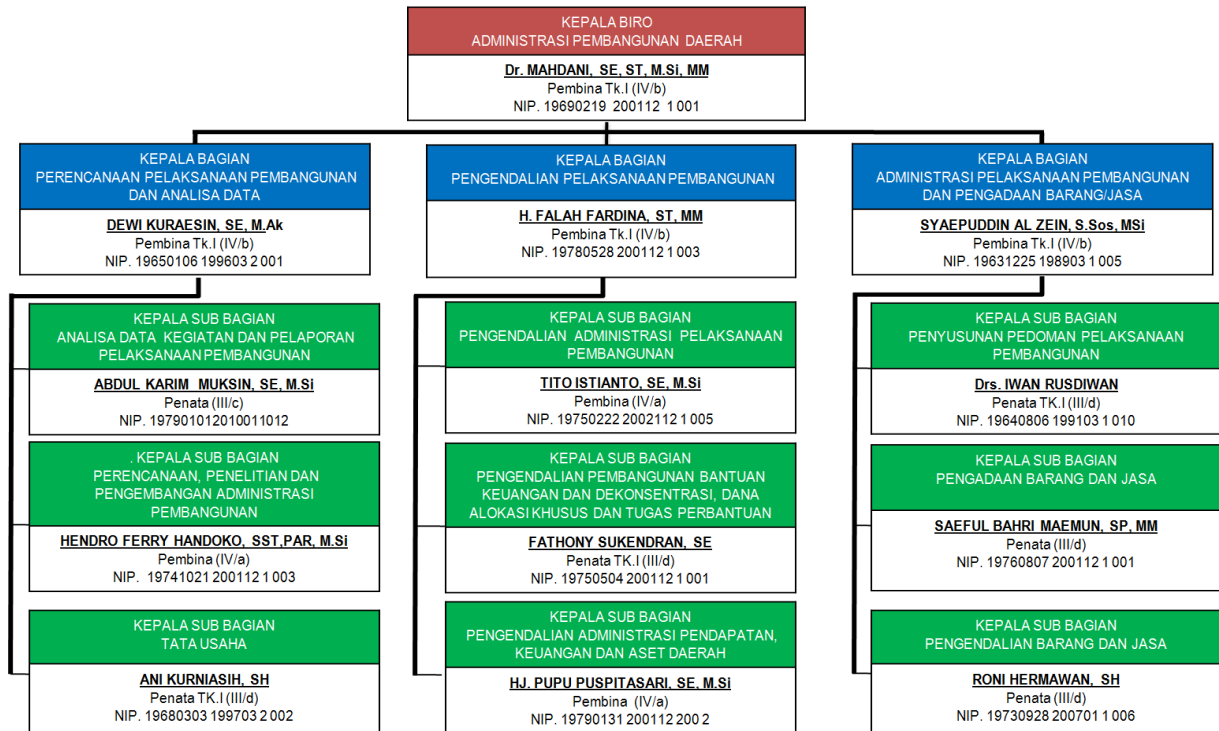 KEPALA BIRO
ADMINISTRASI PEMBANGUNAN DAERAH
Dr. MAHDANI, SE, ST, M.Si, MM
Pembina Tk.I (IV/b)
NIP. 19690219 200112 1 001
KEPALA BAGIAN
PERENCANAAN PELAKSANAAN PEMBANGUNAN
DAN ANALISA DATA
DEWI KURAESIN, SE, M.Ak
Pembina Tk.I (IV/b)
NIP. 19650106 199603 2 001
KEPALA SUB BAGIAN
ANALISA DATA KEGIATAN DAN PELAPORAN
PELAKSANAAN PEMBANGUNAN
ABDUL KARIM MUKSIN, SE, M.Si
Penata (III/c)
NIP. 197901012010011012
. KEPALA SUB BAGIAN
PERENCANAAN, PENELITIAN DAN
PENGEMBANGAN ADMINISTRASI
PEMBANGUNAN
HENDRO FERRY HANDOKO, SST,PAR, M.Si
Pembina (IV/a)
NIP. 19741021 200112 1 003
KEPALA SUB BAGIAN
TATA USAHA
ANI KURNIASIH, SH
Penata TK.I (III/d)
NIP. 19680303 199703 2 002
KEPALA BAGIAN
PENGENDALIAN PELAKSANAAN PEMBANGUNAN
H. FALAH FARDINA, ST, MM
Pembina Tk.I (IV/b)
NIP. 19780528 200112 1 003
KEPALA SUB BAGIAN
PENGENDALIAN ADMINISTRASI PELAKSANAAN
PEMBANGUNAN
TITO ISTIANTO, SE, M.Si
Pembina (IV/a)
NIP. 19750222 2002112 1 005
KEPALA SUB BAGIAN
PENGENDALIAN PEMBANGUNAN BANTUAN
KEUANGAN DAN DEKONSENTRASI, DANA
ALOKASI KHUSUS DAN TUGAS PERBANTUAN
FATHONY SUKENDRAN, SE
Penata TK.I (III/d)
NIP. 19750504 200112 1 001
KEPALA SUB BAGIAN
PENGENDALIAN ADMINISTRASI PENDAPATAN,
KEUANGAN DAN ASET DAERAH
HJ. PUPU PUSPITASARI, SE, M.Si
Pembina (IV/a)
NIP. 19790131 200112 200 2
KEPALA BAGIAN
ADMINISTRASI PELAKSANAAN PEMBANGUNAN
DAN PENGADAAN BARANG/JASA
SYAEPUDDIN AL ZEIN, S.Sos, MSi
Pembina Tk.I (IV/b)
NIP. 19631225 198903 1 005
KEPALA SUB BAGIAN
PENYUSUNAN PEDOMAN PELAKSANAAN
PEMBANGUNAN
Drs. IWAN RUSDIWAN
Penata TK.I (III/d)
NIP. 19640806 199103 1 010
KEPALA SUB BAGIAN
PENGADAAN BARANG DAN JASA
SAEFUL BAHRI MAEMUN, SP, MM
Penata (III/d)
NIP. 19760807 200112 1 001
KEPALA SUB BAGIAN
PENGENDALIAN BARANG DAN JASA
RONI HERMAWAN, SH
Penata (III/d)
NIP. 19730928 200701 1 006